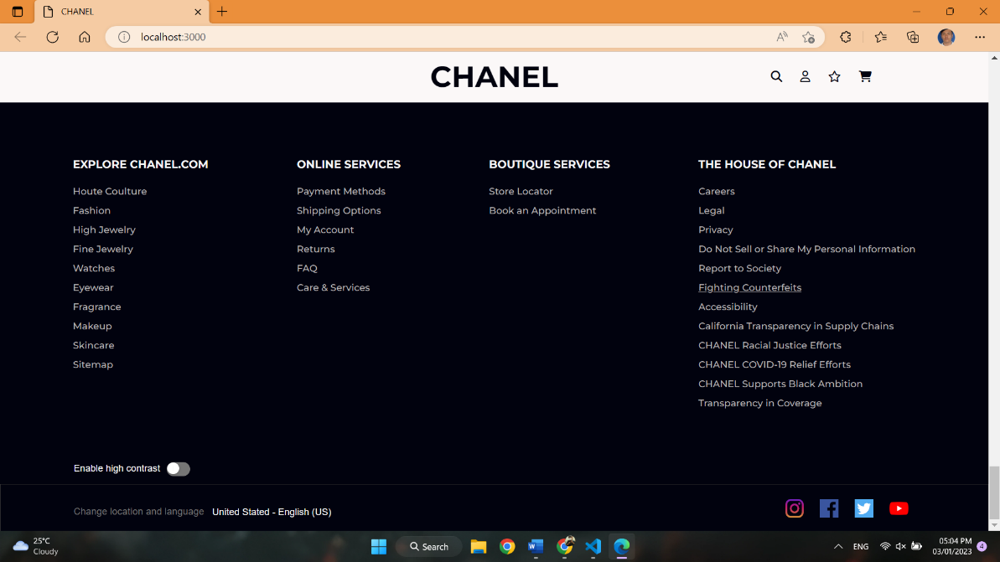 CHANEL
localhost:3000
CHANEL
EXPLORE CHANEL.COM
Houte Coulture
Fashion
High Jewelry
Fine Jewelry
Watches
Eyewear
Fragrance
Makeup
Skincare
Sitemap
ONLINE SERVICES
Payment Methods
Shipping Options
My Account
Returns
FAQ
Care & Services
BOUTIQUE SERVICES
Store Locator
Book an Appointment
THE HOUSE OF CHANEL
Careers
Legal
Privacy
Do Not Sell or Share My Personal Information
Report to Society
Fighting Counterfeits
Accessibility
California Transparency in Supply Chains
CHANEL Racial Justice Efforts
CHANEL COVID-19 Relief Efforts
CHANEL Supports Black Ambition
Transparency in Coverage
Enable high contrast
Change location and language United Stated - English (US)
25°C
Cloudy
Search
ENG
05:04 PM
03/01/2023
4